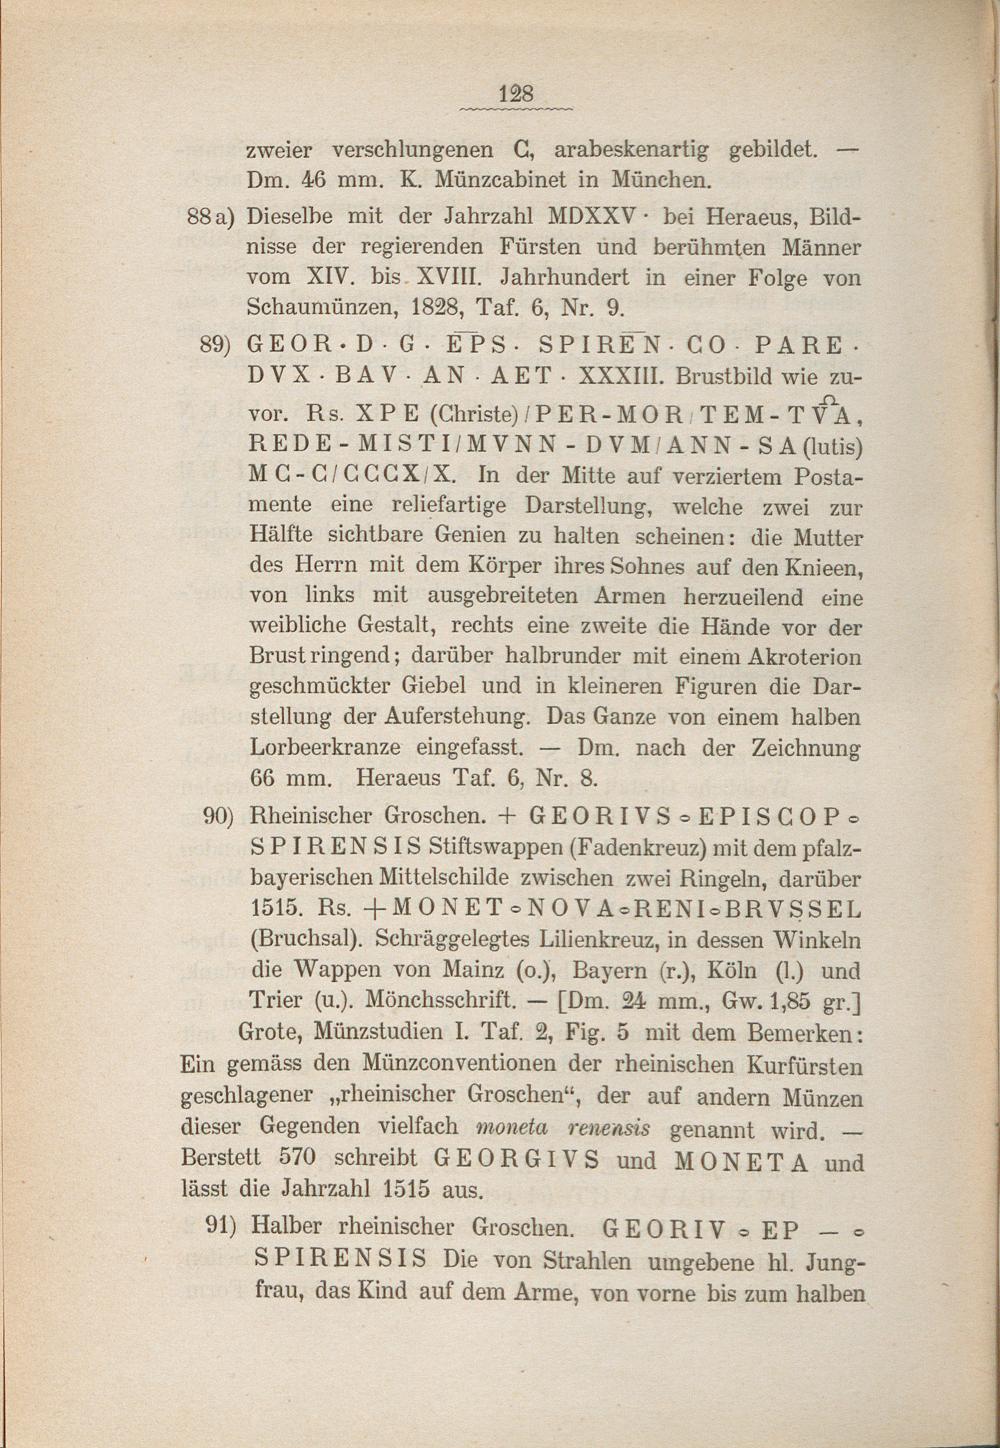 128
zweier verschlungenen C, arabeskenartig gebildet. —
Dm. 46 mm. K. Münzcabinet in München.
88a) Dieselbe mit der Jahrzahl MDXXV · bei Heraeus, Bild-
nisse der regierenden Fürsten und berühmten Männer
vom XIV. bis XVIII. Jahrhundert in einer Folge von
Schaumünzen, 1828, Taf. 6, Nr. 9.
89) GEOR · D · G · E̅P̅S · SPIRE̅N · CO · PARE ·
DVX · BAV · AN · AET · XXXIII. Brustbild wie zu-
vor. Rs. XPE (Christe)/PER-MOR/TEM-TVA,
REDE-MISTI/MVNN-DVM/ANN-SA(lutis)
MC-C/CCCX/X. In der Mitte auf verziertem Posta-
mente eine reliefartige Darstellung, welche zwei zur
Hälfte sichtbare Genien zu halten scheinen: die Mutter
des Herrn mit dem Körper ihres Sohnes auf den Knieen,
von links mit ausgebreiteten Armen herzueilend eine
weibliche Gestalt, rechts eine zweite die Hände vor der
Brust ringend; darüber halbrunder mit einem Akroterion
geschmückter Giebel und in kleineren Figuren die Dar-
stellung der Auferstehung. Das Ganze von einem halben
Lorbeerkranze eingefasst. — Dm. nach der Zeichnung
66 mm. Heraeus Taf. 6, Nr. 8.
90) Rheinischer Groschen. + GEORIVS ∘ EPISCOP ∘
SPIRENSIS Stiftswappen (Fadenkreuz) mit dem pfalz-
bayerischen Mittelschilde zwischen zwei Ringeln, darüber
1515. Rs. +MONET∘NOVA∘RENI∘BRVSSEL
(Bruchsal). Schräggelegtes Lilienkreuz, in dessen Winkeln
die Wappen von Mainz (o.), Bayern (r.), Köln (l.) und
Trier (u.). Mönchsschrift. — [Dm. 24 mm., Gw. 1,85 gr.]
Grote, Münzstudien I. Taf. 2, Fig. 5 mit dem Bemerken:
Ein gemäss den Münzconventionen der rheinischen Kurfürsten
geschlagener „rheinischer Groschen“, der auf andern Münzen
dieser Gegenden vielfach moneta renensis genannt wird. —
Berstett 570 schreibt GEORGIVS und MONETA und
lässt die Jahrzahl 1515 aus.
91) Halber rheinischer Groschen. GEORIV ∘ EP — ∘
SPIRENSIS Die von Strahlen umgebene hl. Jung-
frau, das Kind auf dem Arme, von vorne bis zum halben